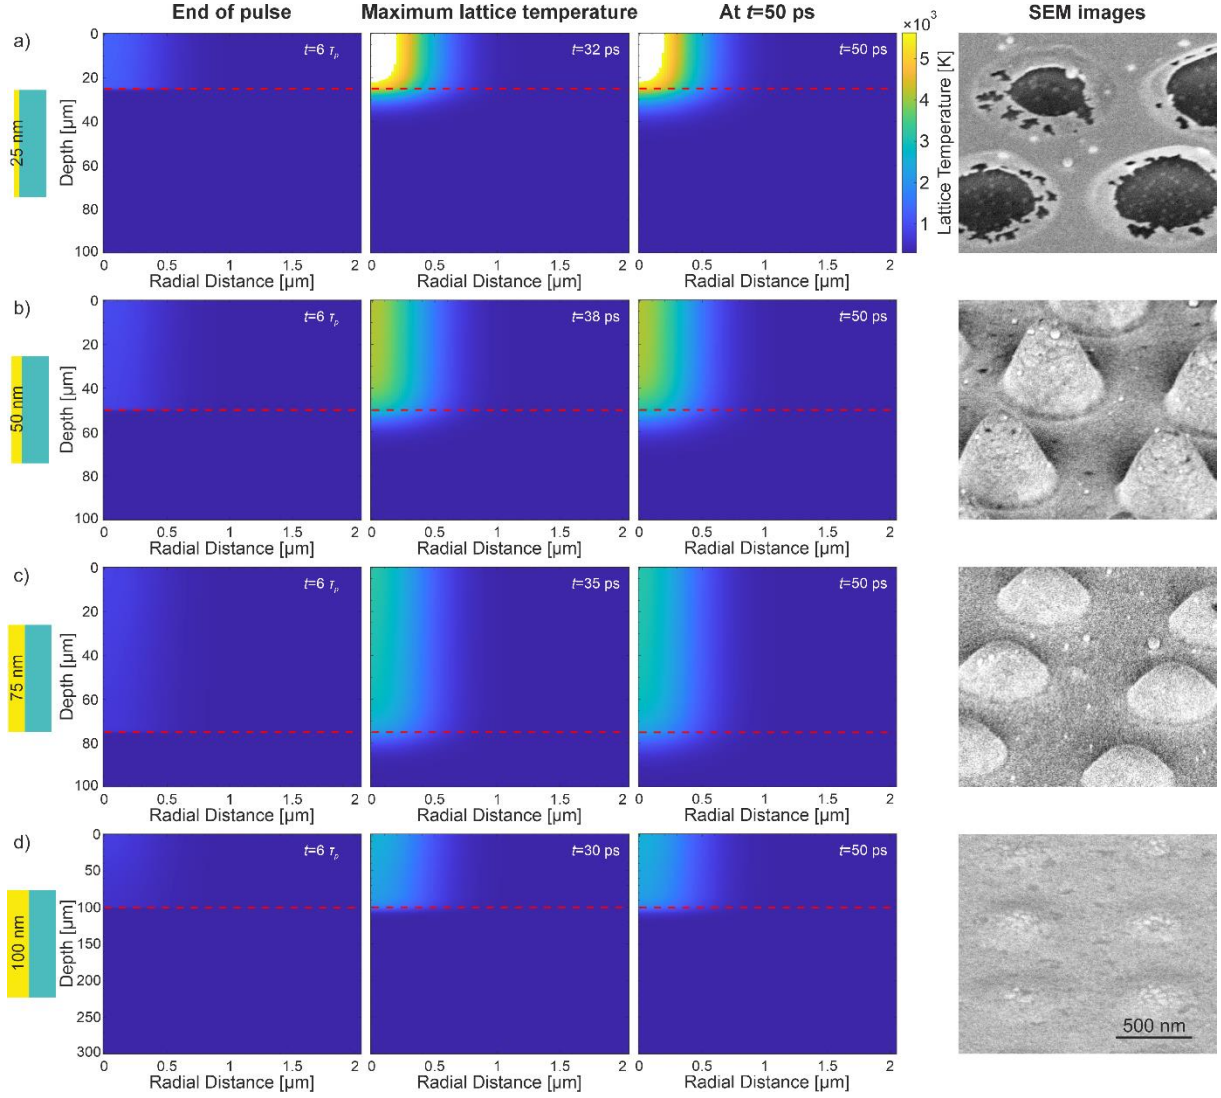 End of pulse
Maximum lattice temperature
At t=50 ps
SEM images
a)
25 nm
Depth [µm]
0
20
40
60
80
100
t=6 τp
0 0.5 1 1.5 2
Radial Distance [µm]
t=32 ps
0 0.5 1 1.5 2
Radial Distance [µm]
t=50 ps
0 0.5 1 1.5 2
Radial Distance [µm]
×10³
5
4
3
2
1
Lattice Temperature [K]
b)
50 nm
Depth [µm]
0
20
40
60
80
100
t=6 τp
0 0.5 1 1.5 2
Radial Distance [µm]
t=38 ps
0 0.5 1 1.5 2
Radial Distance [µm]
t=50 ps
0 0.5 1 1.5 2
Radial Distance [µm]
c)
75 nm
Depth [µm]
0
20
40
60
80
100
t=6 τp
0 0.5 1 1.5 2
Radial Distance [µm]
t=35 ps
0 0.5 1 1.5 2
Radial Distance [µm]
t=50 ps
0 0.5 1 1.5 2
Radial Distance [µm]
d)
100 nm
Depth [µm]
0
50
100
150
200
250
300
t=6 τp
0 0.5 1 1.5 2
Radial Distance [µm]
t=30 ps
0 0.5 1 1.5 2
Radial Distance [µm]
t=50 ps
0 0.5 1 1.5 2
Radial Distance [µm]
500 nm